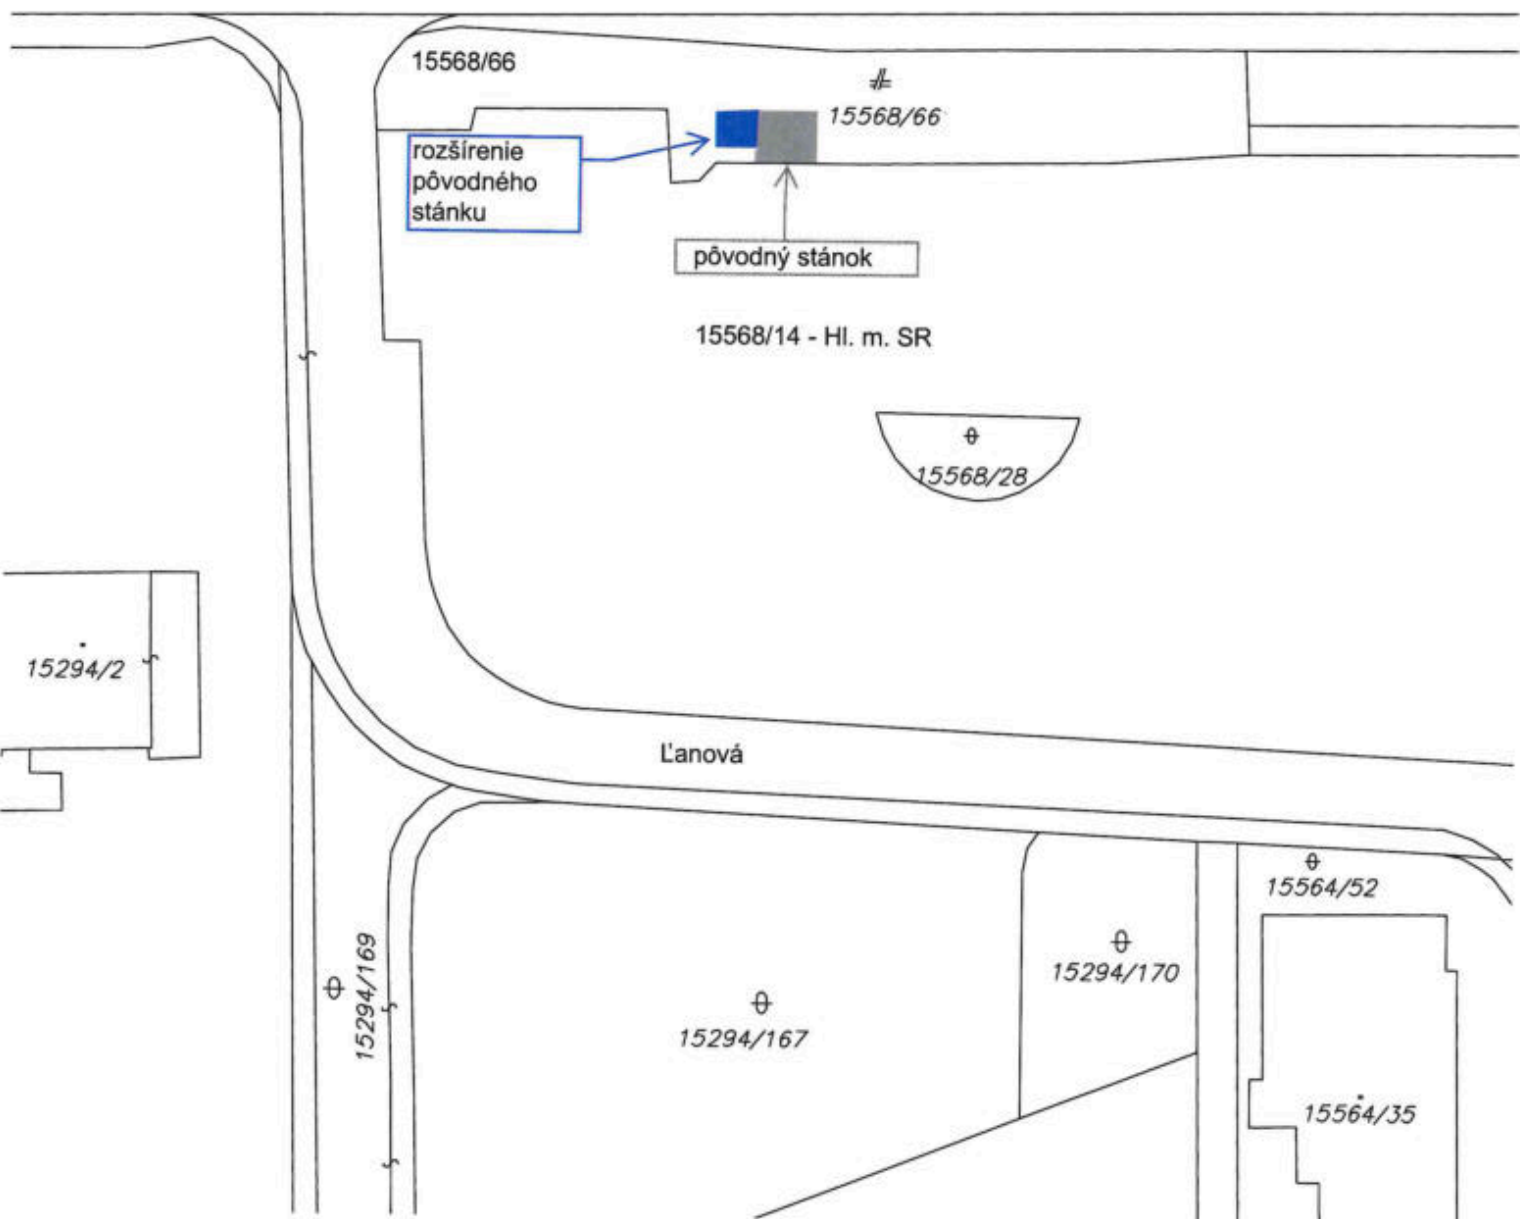 15568/66
15568/66
rozšírenie
pôvodného
stánku
pôvodný stánok
15568/14 - Hl. m. SR
15568/28
15294/2
Ľanová
15564/52
15294/169
15294/170
15294/167
15564/35